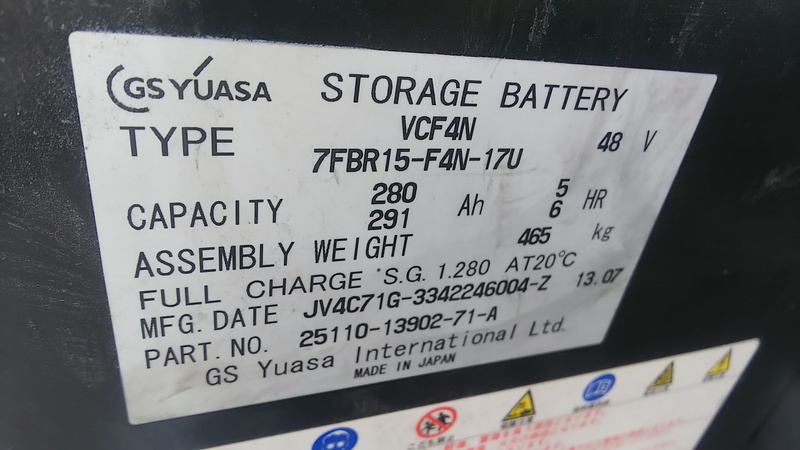 GS YUASA STORAGE BATTERY
TYPE VCF4N 48 V
7FBR15-F4N-17U
CAPACITY 280 Ah 5 HR
291 6
ASSEMBLY WEIGHT 465 kg
FULL CHARGE S.G. 1.280 AT20℃
MFG. DATE JV4C71G-3342246004-Z 13.07
PART. NO. 25110-13902-71-A
GS Yuasa International Ltd.
MADE IN JAPAN